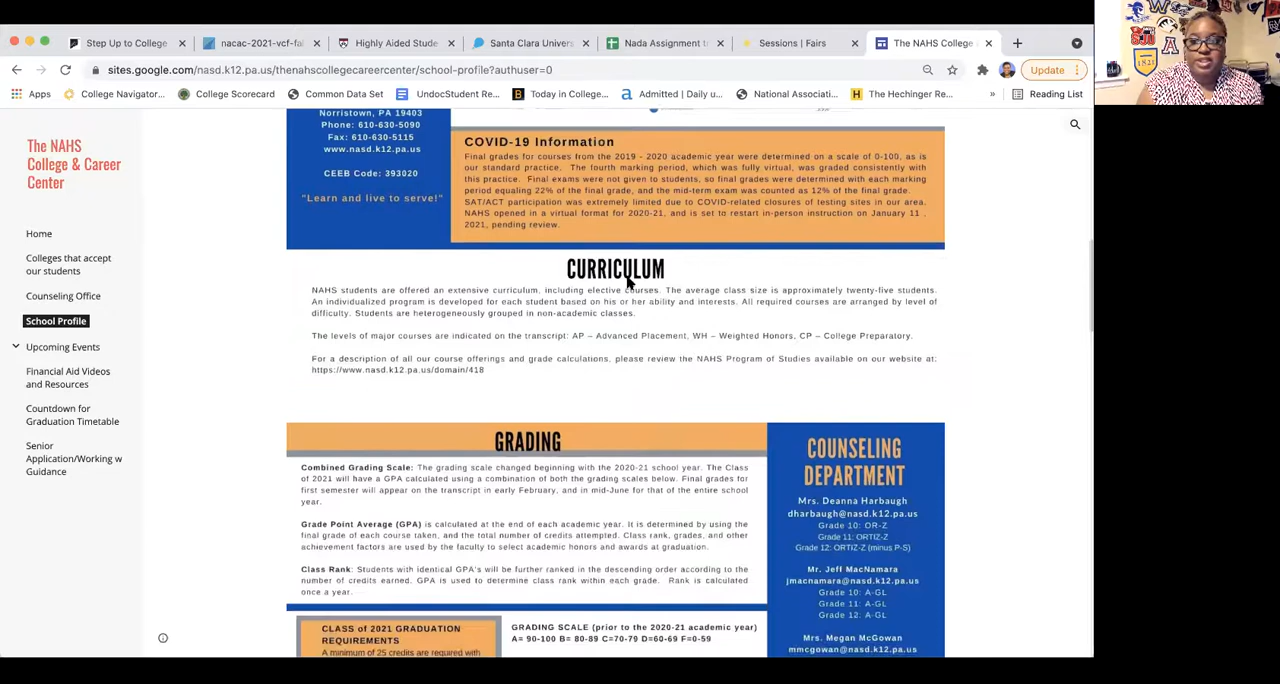 Step Up to College
nacac-2021-vcf-fal
Highly Aided Stude
Santa Clara Univers
Nada Assignment t
Sessions | Fairs
The NAHS College
sites.google.com/nasd.k12.pa.us/thenahscollegecareercenter/school-profile?authuser=0
Update
Apps
College Navigator...
College Scorecard
Common Data Set
UndocStudent Re...
Today in College...
Admitted | Daily u...
National Associati...
The Hechinger Re...
»
Reading List
The NAHS
College & Career
Center
Home
Colleges that accept
our students
Counseling Office
School Profile
Upcoming Events
Financial Aid Videos
and Resources
Countdown for
Graduation Timetable
Senior
Application/Working w
Guidance
Norristown, PA 19403
Phone: 610-630-5090
Fax: 610-630-5115
www.nasd.k12.pa.us
CEEB Code: 393020
"Learn and live to serve!"
COVID-19 Information
Final grades for courses from the 2019 - 2020 academic year were determined on a scale of 0-100, as is
our standard practice. The fourth marking period, which was fully virtual, was graded consistently with
this practice. Final exams were not given to students, so final grades were determined with each marking
period equaling 22% of the final grade, and the mid-term exam was counted as 12% of the final grade.
SAT/ACT participation was extremely limited due to COVID-related closures of testing sites in our area.
NAHS opened in a virtual format for 2020-21, and is set to restart in-person instruction on January 11 ,
2021, pending review.
CURRICULUM
NAHS students are offered an extensive curriculum, including elective courses. The average class size is approximately twenty-five students.
An individualized program is developed for each student based on his or her ability and interests. All required courses are arranged by level of
difficulty. Students are heterogeneously grouped in non-academic classes.
The levels of major courses are indicated on the transcript: AP – Advanced Placement, WH – Weighted Honors, CP – College Preparatory.
For a description of all our course offerings and grade calculations, please review the NAHS Program of Studies available on our website at:
https://www.nasd.k12.pa.us/domain/418
GRADING
Combined Grading Scale: The grading scale changed beginning with the 2020-21 school year. The Class
of 2021 will have a GPA calculated using a combination of both the grading scales below. Final grades for
first semester will appear on the transcript in early February, and in mid-June for that of the entire school
year.
Grade Point Average (GPA) is calculated at the end of each academic year. It is determined by using the
final grade of each course taken, and the total number of credits attempted. Class rank, grades, and other
achievement factors are used by the faculty to select academic honors and awards at graduation.
Class Rank: Students with identical GPA's will be further ranked in the descending order according to the
number of credits earned. GPA is used to determine class rank within each grade. Rank is calculated
once a year.
CLASS of 2021 GRADUATION
REQUIREMENTS
A minimum of 25 credits are required with
GRADING SCALE (prior to the 2020-21 academic year)
A= 90-100 B= 80-89 C=70-79 D=60-69 F=0-59
COUNSELING
DEPARTMENT
Mrs. Deanna Harbaugh
dharbaugh@nasd.k12.pa.us
Grade 10: OR-Z
Grade 11: ORTIZ-Z
Grade 12: ORTIZ-Z (minus P-S)
Mr. Jeff MacNamara
jmacnamara@nasd.k12.pa.us
Grade 10: A-GL
Grade 11: A-GL
Grade 12: A-GL
Mrs. Megan McGowan
mmcgowan@nasd.k12.pa.us